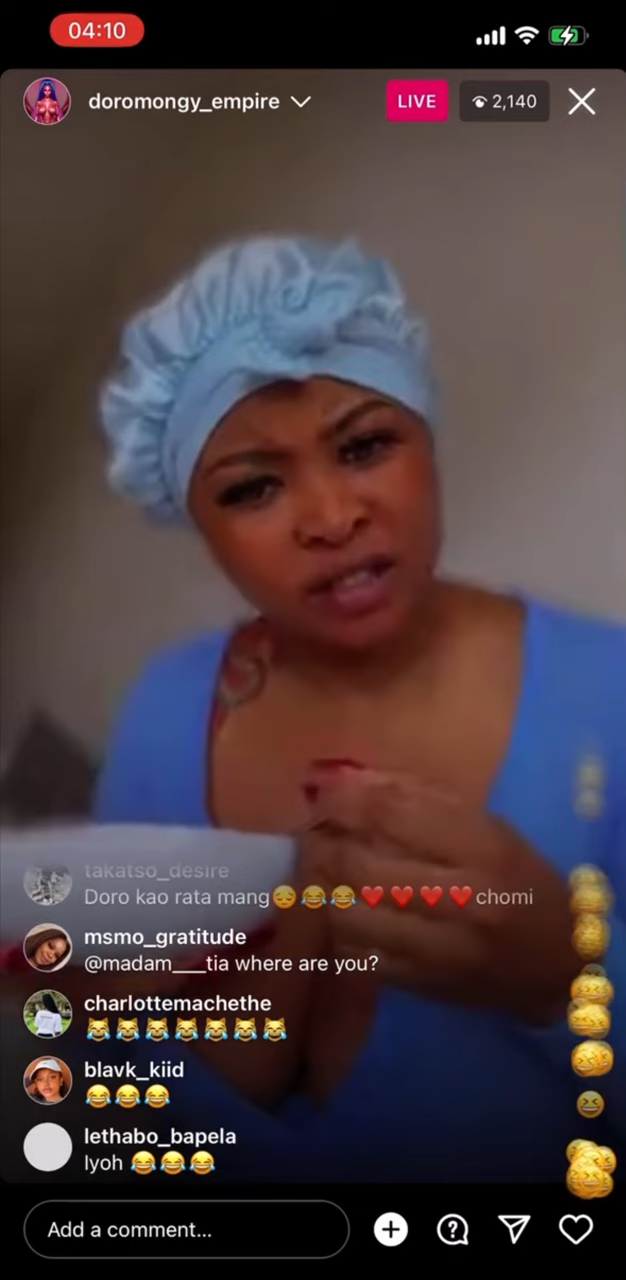 04:10
doromongy_empire
LIVE
2,140
takatso_desire
Doro kao rata mang😔😂😂❤️❤️❤️❤️chomi
msmo_gratitude
@madam___tia where are you?
charlottemachethe
😹😹😹😹😹😹😹
blavk_kiid
😂😂😂
lethabo_bapela
Iyoh 😂😂😂
Add a comment...